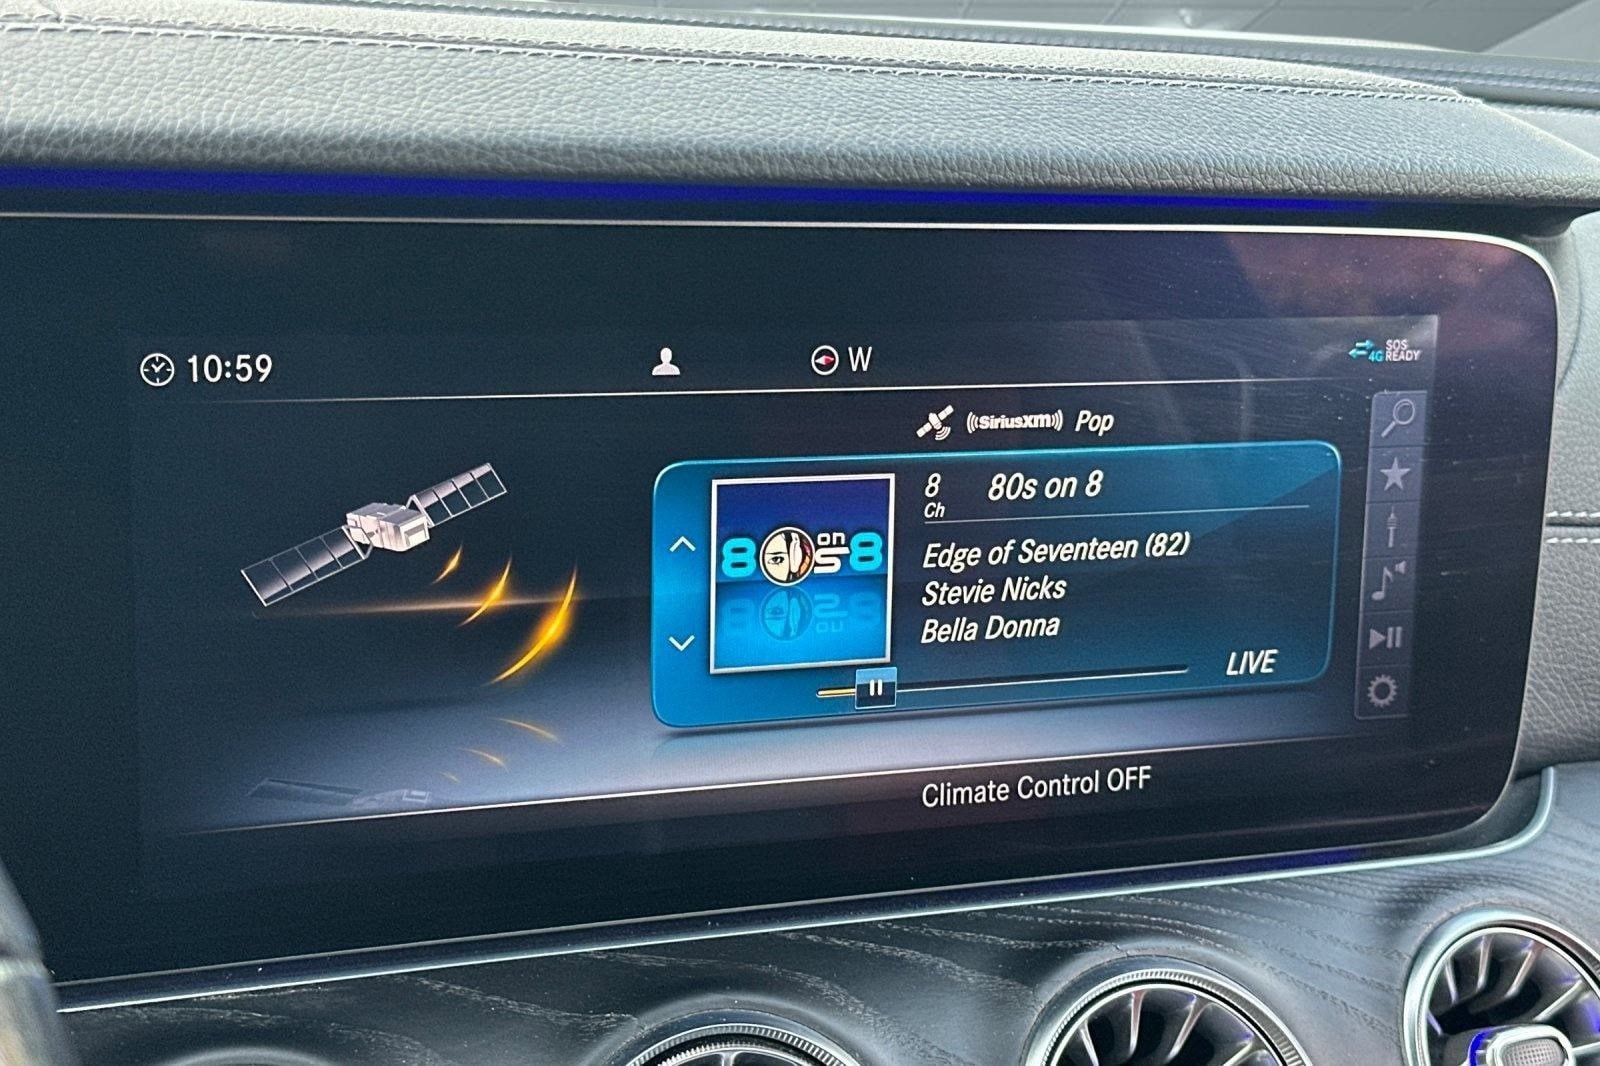 10:59
W
4G SOS READY
((SiriusXM)) Pop
8 Ch
80s on 8
80s on 8
Edge of Seventeen (82)
Stevie Nicks
Bella Donna
LIVE
Climate Control OFF